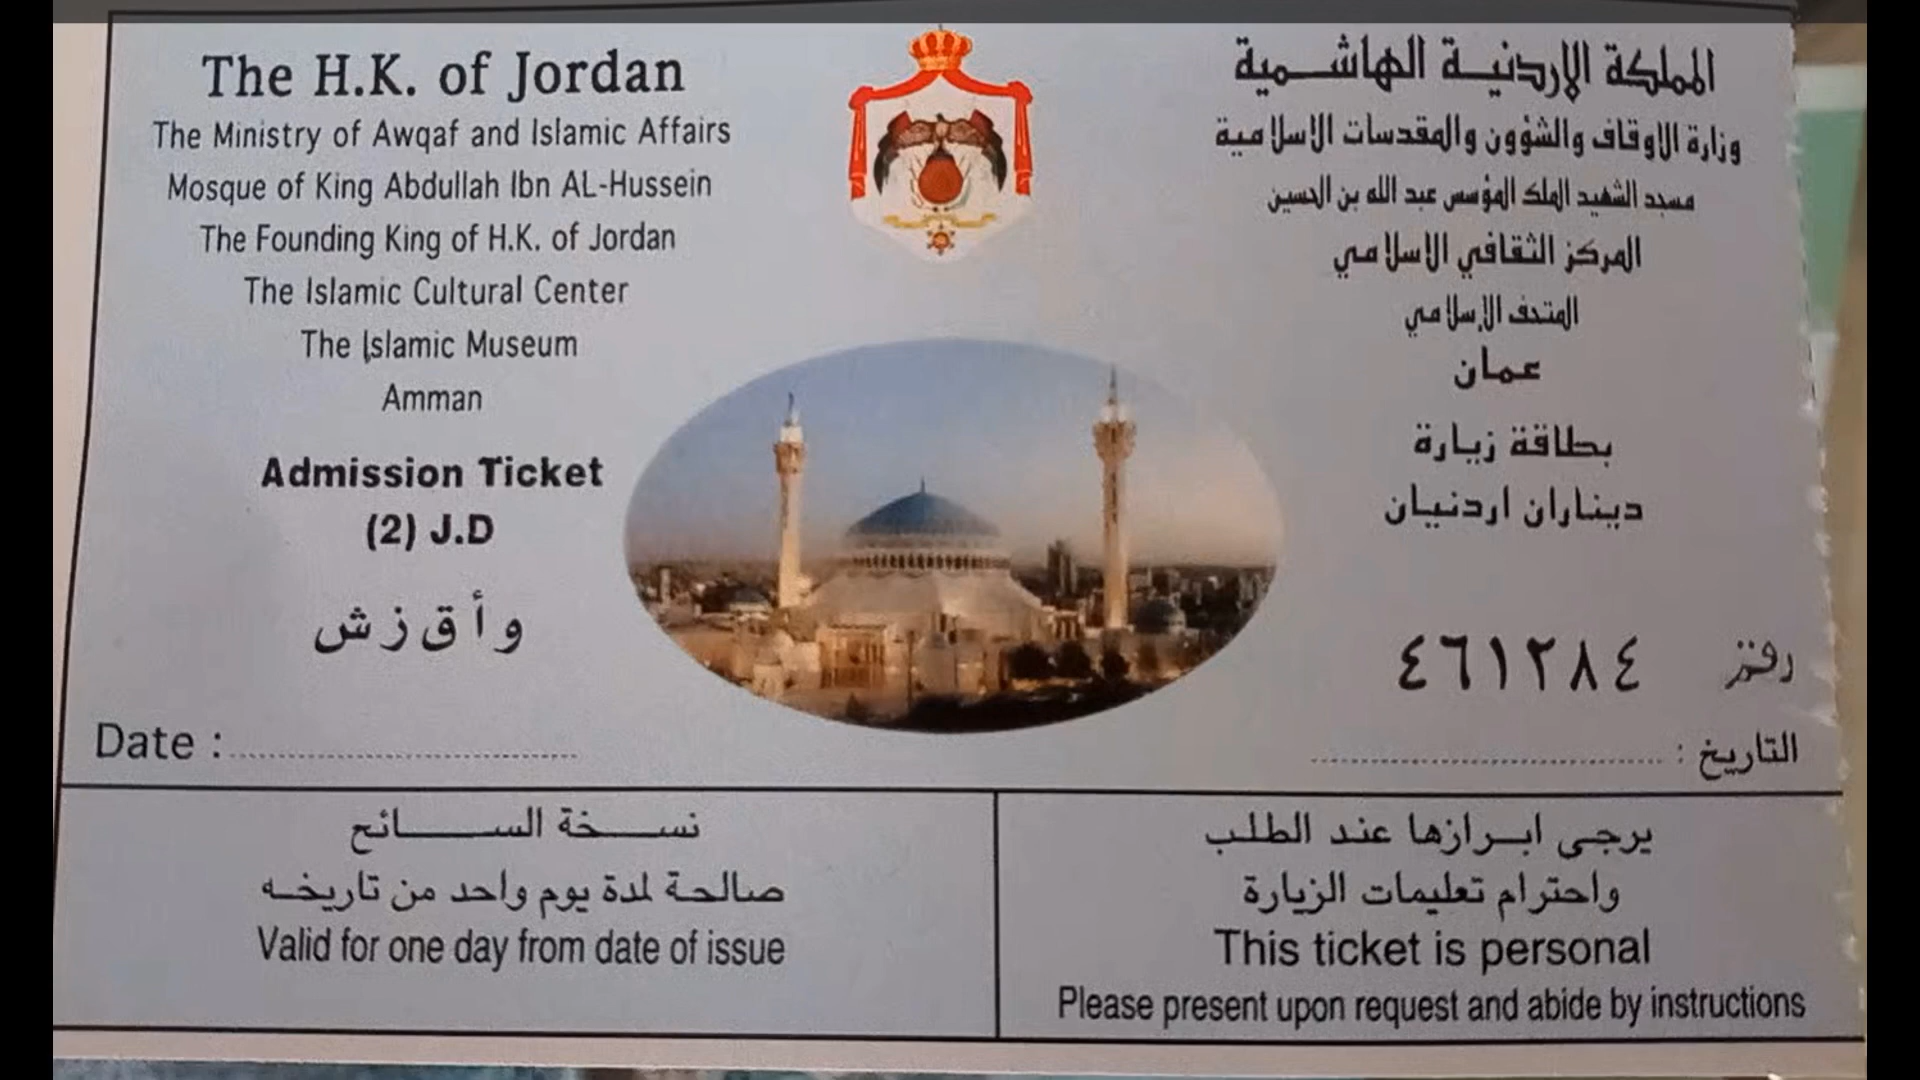 The H.K. of Jordan
The Ministry of Awqaf and Islamic Affairs
Mosque of King Abdullah Ibn AL-Hussein
The Founding King of H.K. of Jordan
The Islamic Cultural Center
The Islamic Museum
Amman
Admission Ticket
(2) J.D
و أ ق ز ش
Date :
المملكة الاردنية الهاشمية
وزارة الاوقاف والشؤون والمقدسات الاسلامية
مسجد الشهيد الملك المؤسس عبد الله بن الحسين
المركز الثقافي الاسلامي
المتحف الإسلامي
عمان
بطاقة زيارة
ديناران اردنيان
رقم ٤٦١٢٨٤
التاريخ :
نسخة السائح
صالحة لمدة يوم واحد من تاريخه
Valid for one day from date of issue
يرجى ابرازها عند الطلب
واحترام تعليمات الزيارة
This ticket is personal
Please present upon request and abide by instructions